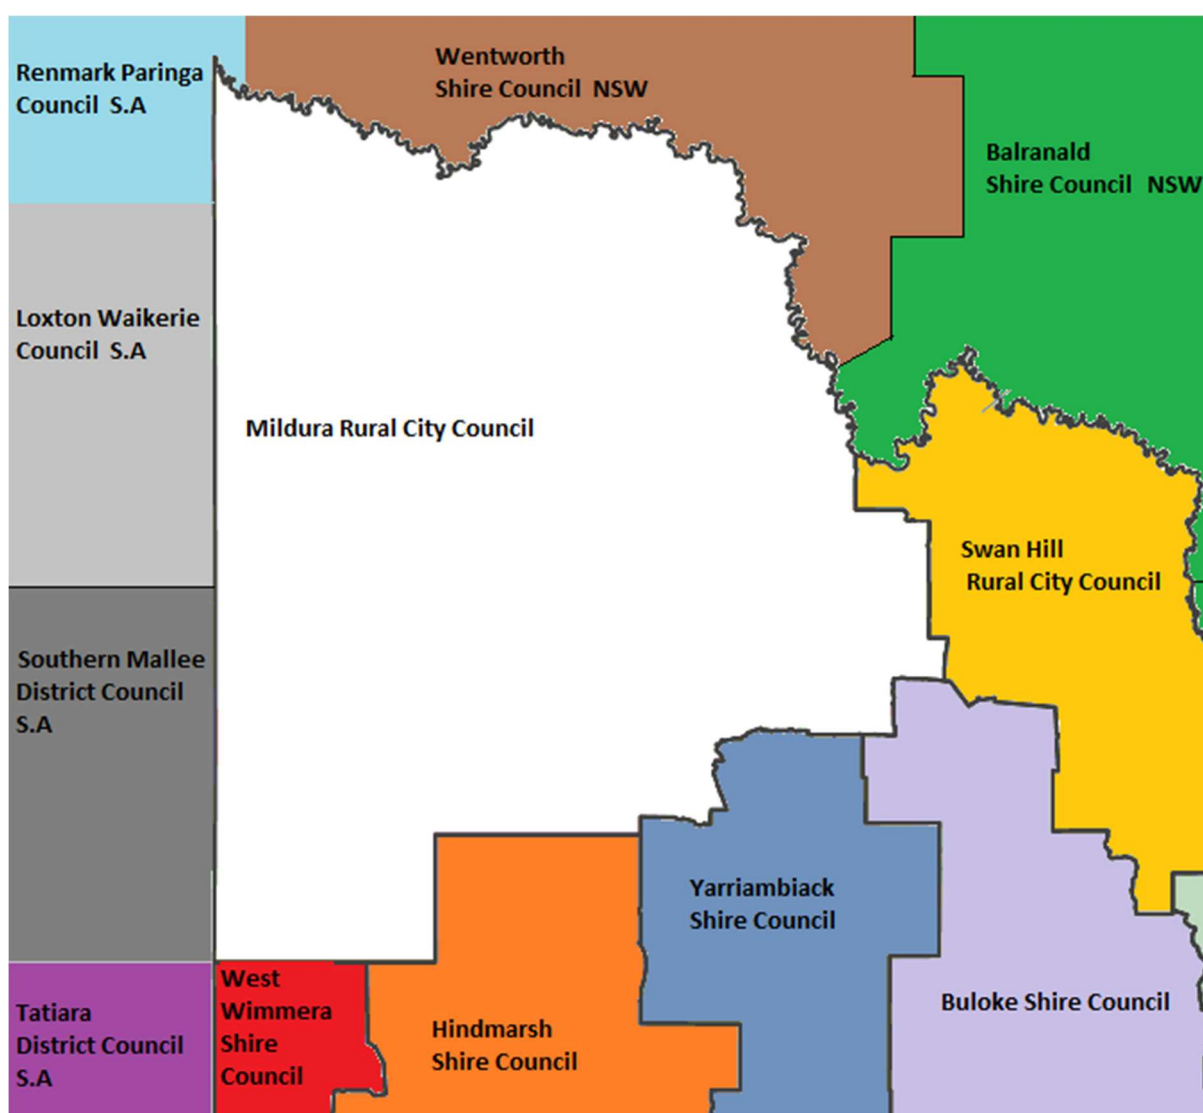 Wentworth
Shire Council NSW
Renmark Paringa
Council S.A
Balranald
Shire Council NSW
Loxton Waikerie
Council S.A
Mildura Rural City Council
Swan Hill
Rural City Council
Southern Mallee
District Council
S.A
Yarriambiack
Shire Council
West
Wimmera
Shire
Council
Tatiara
District Council
S.A
Hindmarsh
Shire Council
Buloke Shire Council